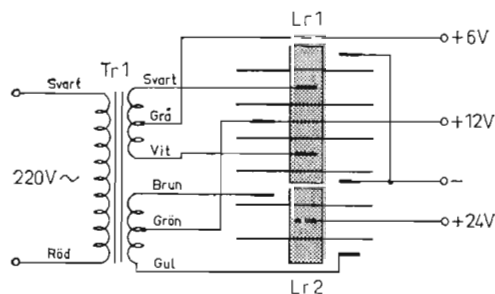 Lr1
+6V
Tr1
Svart
Svart
Grå
+12V
Vit
220V~
Brun
-
Grön
+24V
Röd
Gul
Lr2